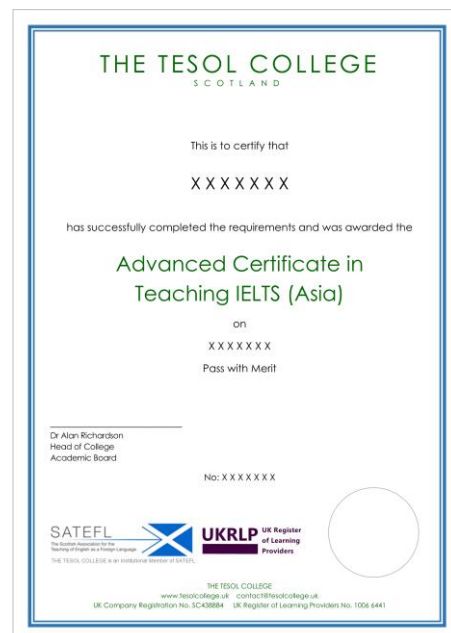 THE TESOL COLLEGE
SCOTLAND
This is to certify that
X X X X X X X
has successfully completed the requirements and was awarded the
Advanced Certificate in
Teaching IELTS (Asia)
on
X X X X X X X
Pass with Merit
Dr Alan Richardson
Head of College
Academic Board
No: X X X X X X X
SATEFL
The Scottish Association for the
Teaching of English as a Foreign Language
THE TESOL COLLEGE is an Institutional Member of SATEFL
UKRLP
UK Register
of Learning
Providers
THE TESOL COLLEGE
www.tesolcollege.uk contact@tesolcollege.uk
UK Company Registration No. SC438884 UK Register of Learning Providers No. 1006 6441